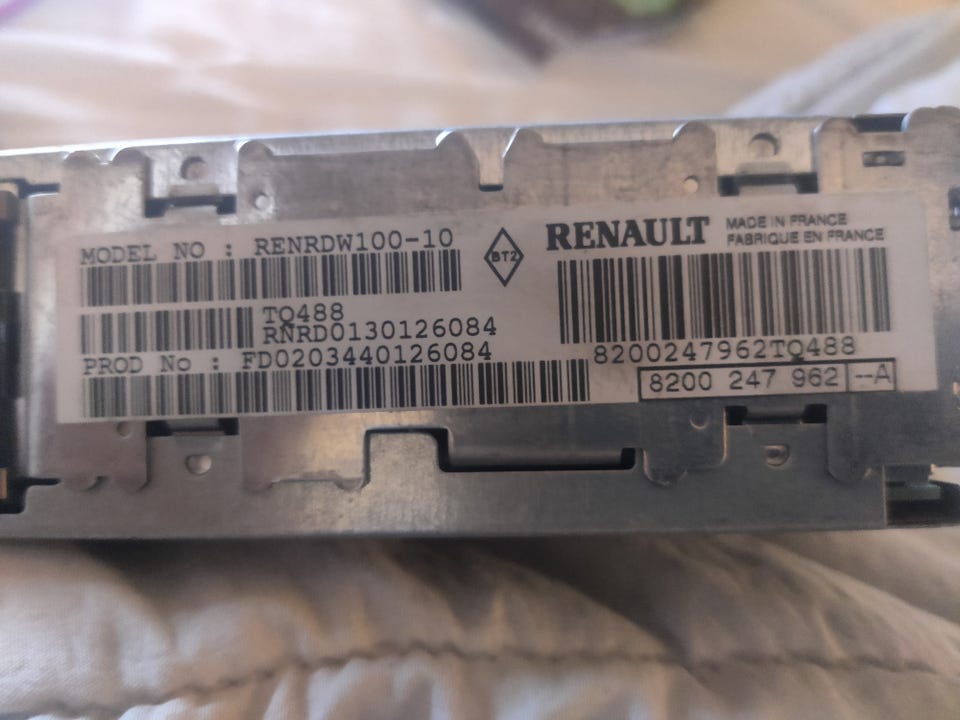 MODEL NO : RENRDW100-10
TQ488
RNRD0130126084
PROD No : FD0203440126084
BT2
RENAULT
MADE IN FRANCE
FABRIQUE EN FRANCE
8200247962TQ488
8200 247 962 --A